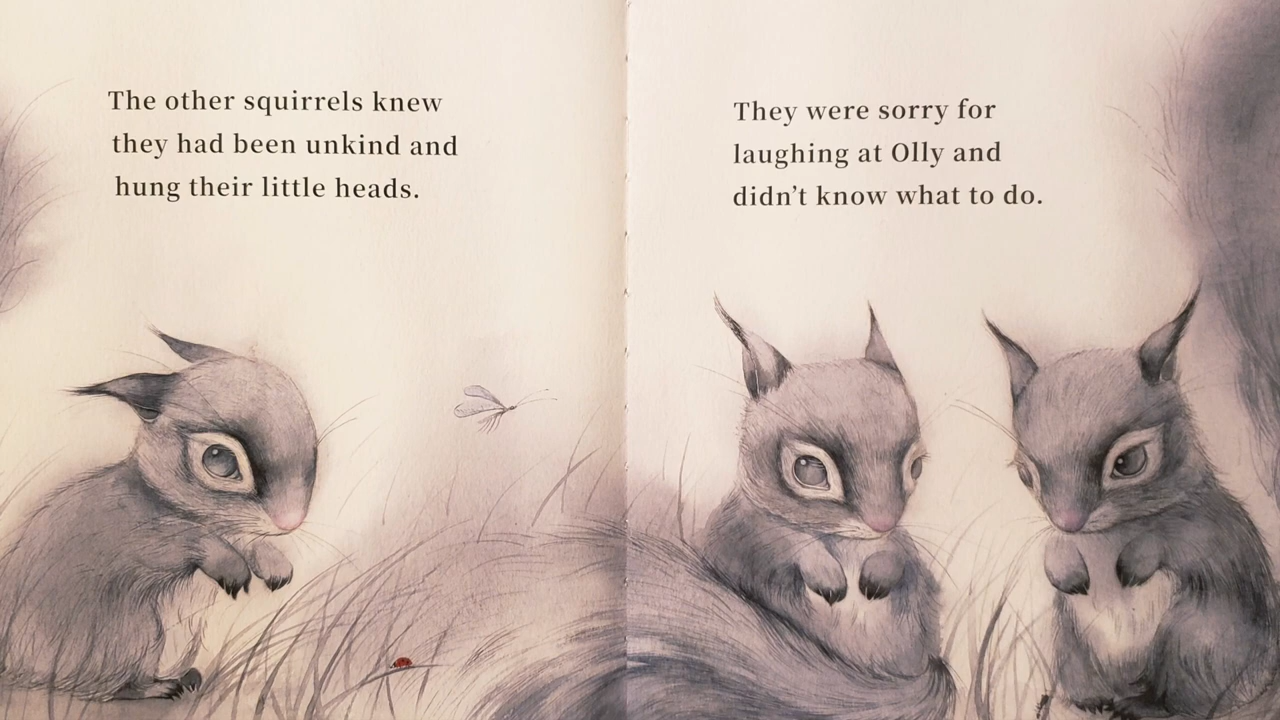 The other squirrels knew
they had been unkind and
hung their little heads.
They were sorry for
laughing at Olly and
didn't know what to do.